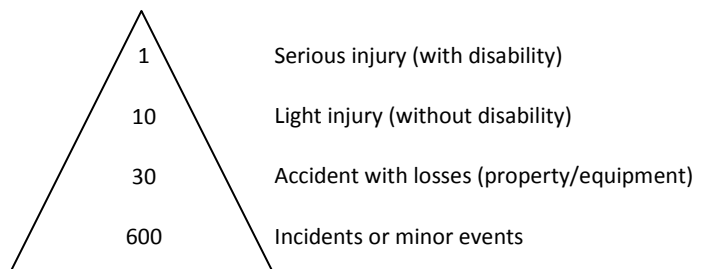 1 Serious injury (with disability)
10 Light injury (without disability)
30 Accident with losses (property/equipment)
600 Incidents or minor events